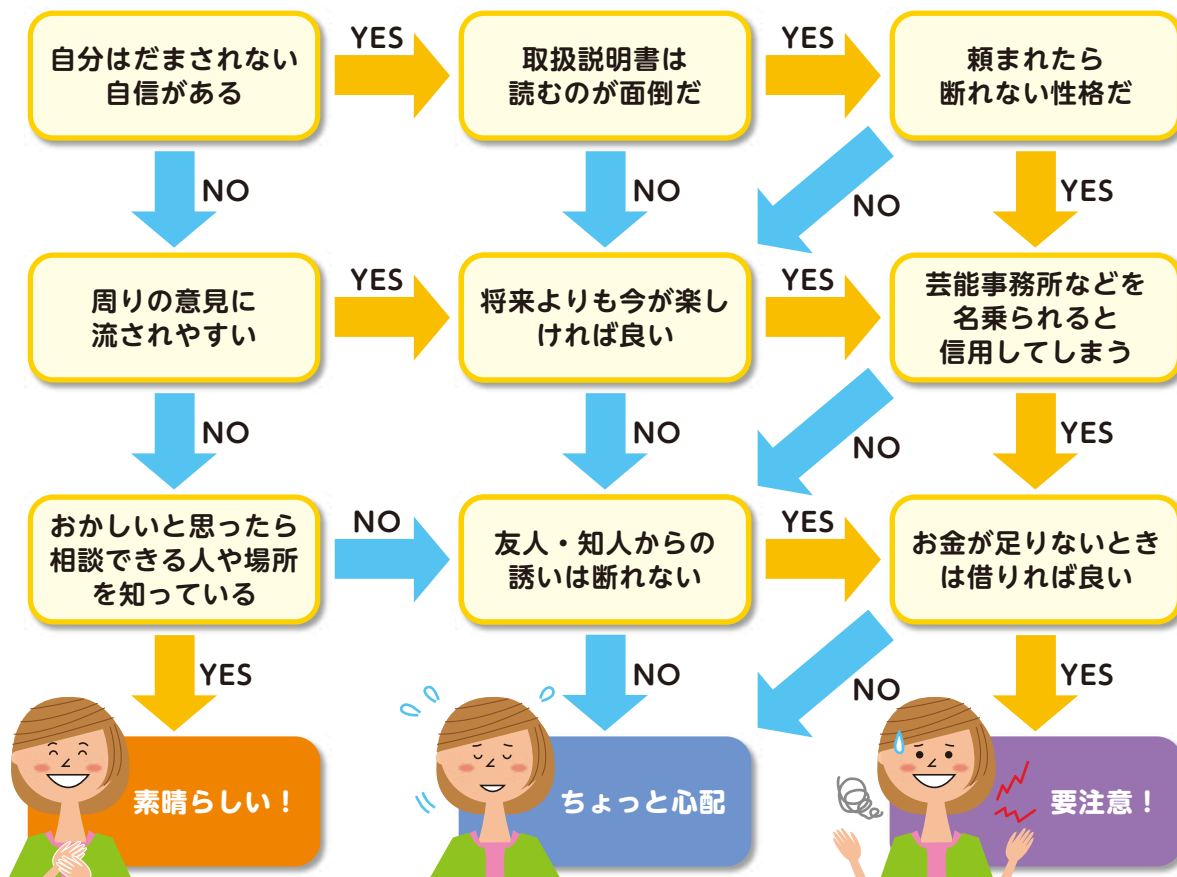 自分はだまされない
自信がある
YES
取扱説明書は
読むのが面倒だ
YES
頼まれたら
断れない性格だ
NO
NO
NO
YES
周りの意見に
流されやすい
YES
将来よりも今が楽し
ければ良い
YES
芸能事務所などを
名乗られると
信用してしまう
NO
NO
NO
YES
おかしいと思ったら
相談できる人や場所
を知っている
NO
友人・知人からの
誘いは断れない
YES
お金が足りないとき
は借りれば良い
YES
NO
NO
YES
素晴らしい！
ちょっと心配
要注意！